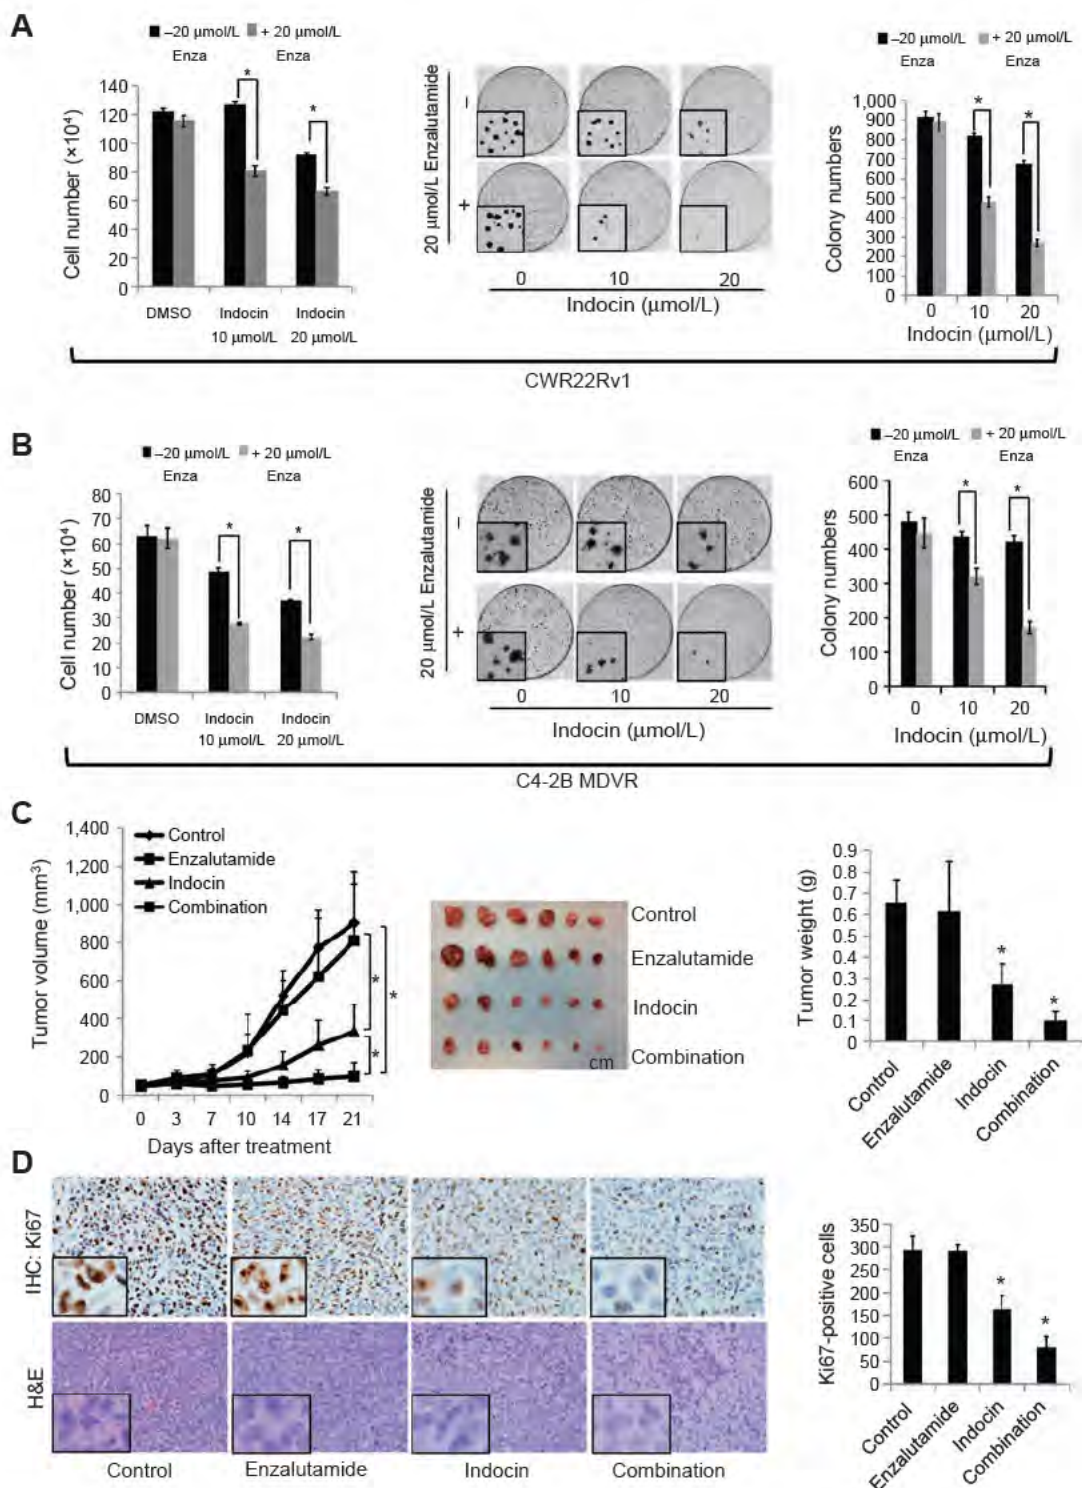 A
–20 μmol/L + 20 μmol/L
Enza Enza
Cell number (×10⁴)
140
120
100
80
60
40
20
0
*
*
DMSO Indocin Indocin
10 μmol/L 20 μmol/L
20 μmol/L Enzalutamide
–
+
0 10 20
Indocin (μmol/L)
–20 μmol/L + 20 μmol/L
Enza Enza
Colony numbers
1,000
900
800
700
600
500
400
300
200
100
0
*
*
0 10 20
Indocin (μmol/L)
CWR22Rv1
B
–20 μmol/L + 20 μmol/L
Enza Enza
Cell number (×10⁴)
80
70
60
50
40
30
20
10
0
*
*
DMSO Indocin Indocin
10 μmol/L 20 μmol/L
20 μmol/L Enzalutamide
–
+
0 10 20
Indocin (μmol/L)
–20 μmol/L + 20 μmol/L
Enza Enza
Colony numbers
600
500
400
300
200
100
0
*
*
0 10 20
Indocin (μmol/L)
C4-2B MDVR
C
Tumor volume (mm³)
1,400
1,200
1,000
800
600
400
200
0
Control
Enzalutamide
Indocin
Combination
*
*
*
0 3 7 10 14 17 21
Days after treatment
Control
Enzalutamide
Indocin
Combination
cm
Tumor weight (g)
0.9
0.8
0.7
0.6
0.5
0.4
0.3
0.2
0.1
0
*
*
Control
Enzalutamide
Indocin
Combination
D
IHC: Ki67
H&E
Control Enzalutamide Indocin Combination
Ki67-positive cells
350
300
250
200
150
100
50
0
*
*
Control
Enzalutamide
Indocin
Combination